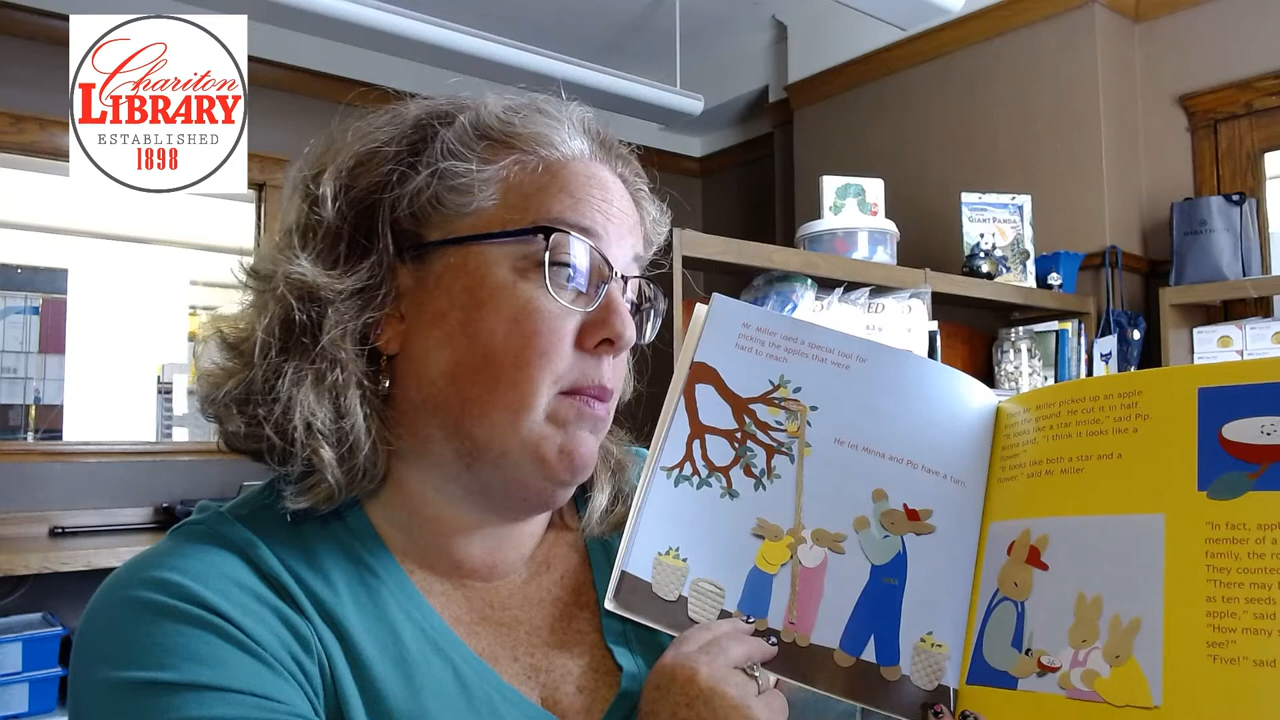 Chariton
LIBRARY
ESTABLISHED
1898
GIANT PANDA
Mr. Miller used a special tool for
picking the apples that were
hard to reach.
He let Minna and Pip have a turn.
Then Mr. Miller picked up an apple
from the ground. He cut it in half.
"It looks like a star inside," said Pip.
Minna said, "I think it looks like a
flower."
"It looks like both a star and a
flower," said Mr. Miller.
"In fact,
member of a
family, the
They counted
"There may
as ten seeds
apple," said
"How many
see?"
"Five!" said